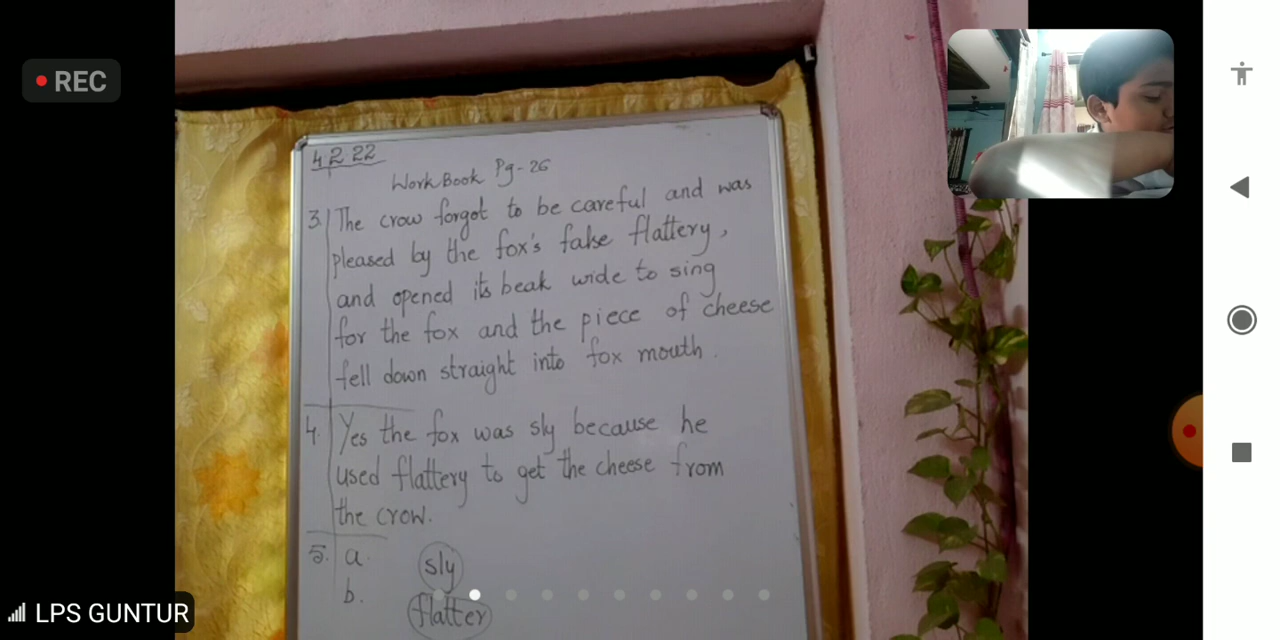 REC
4.2.22
Work Book Pg-26
3. The crow forgot to be careful and was
pleased by the fox's false flattery,
and opened its beak wide to sing
for the fox and the piece of cheese
fell down straight into fox mouth.
4. Yes the fox was sly because he
used flattery to get the cheese from
the crow.
5. a. sly
b. flatter
LPS GUNTUR